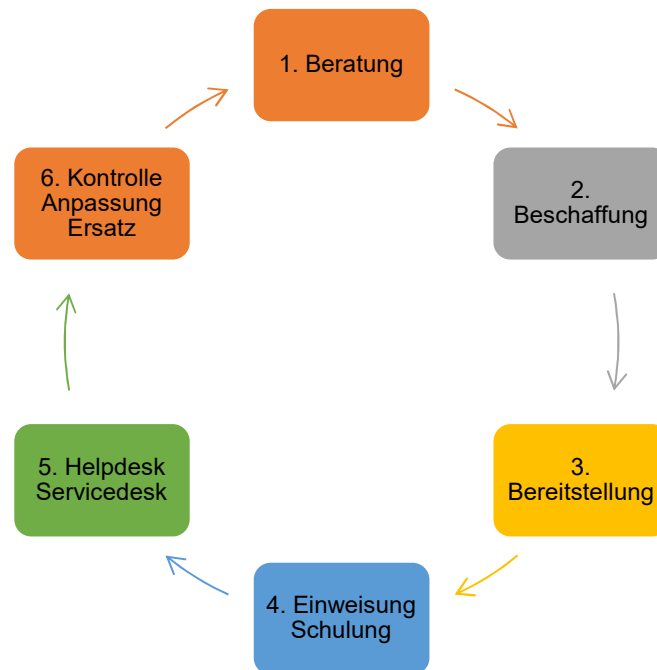 1. Beratung
2.
Beschaffung
3.
Bereitstellung
4. Einweisung
Schulung
5. Helpdesk
Servicedesk
6. Kontrolle
Anpassung
Ersatz